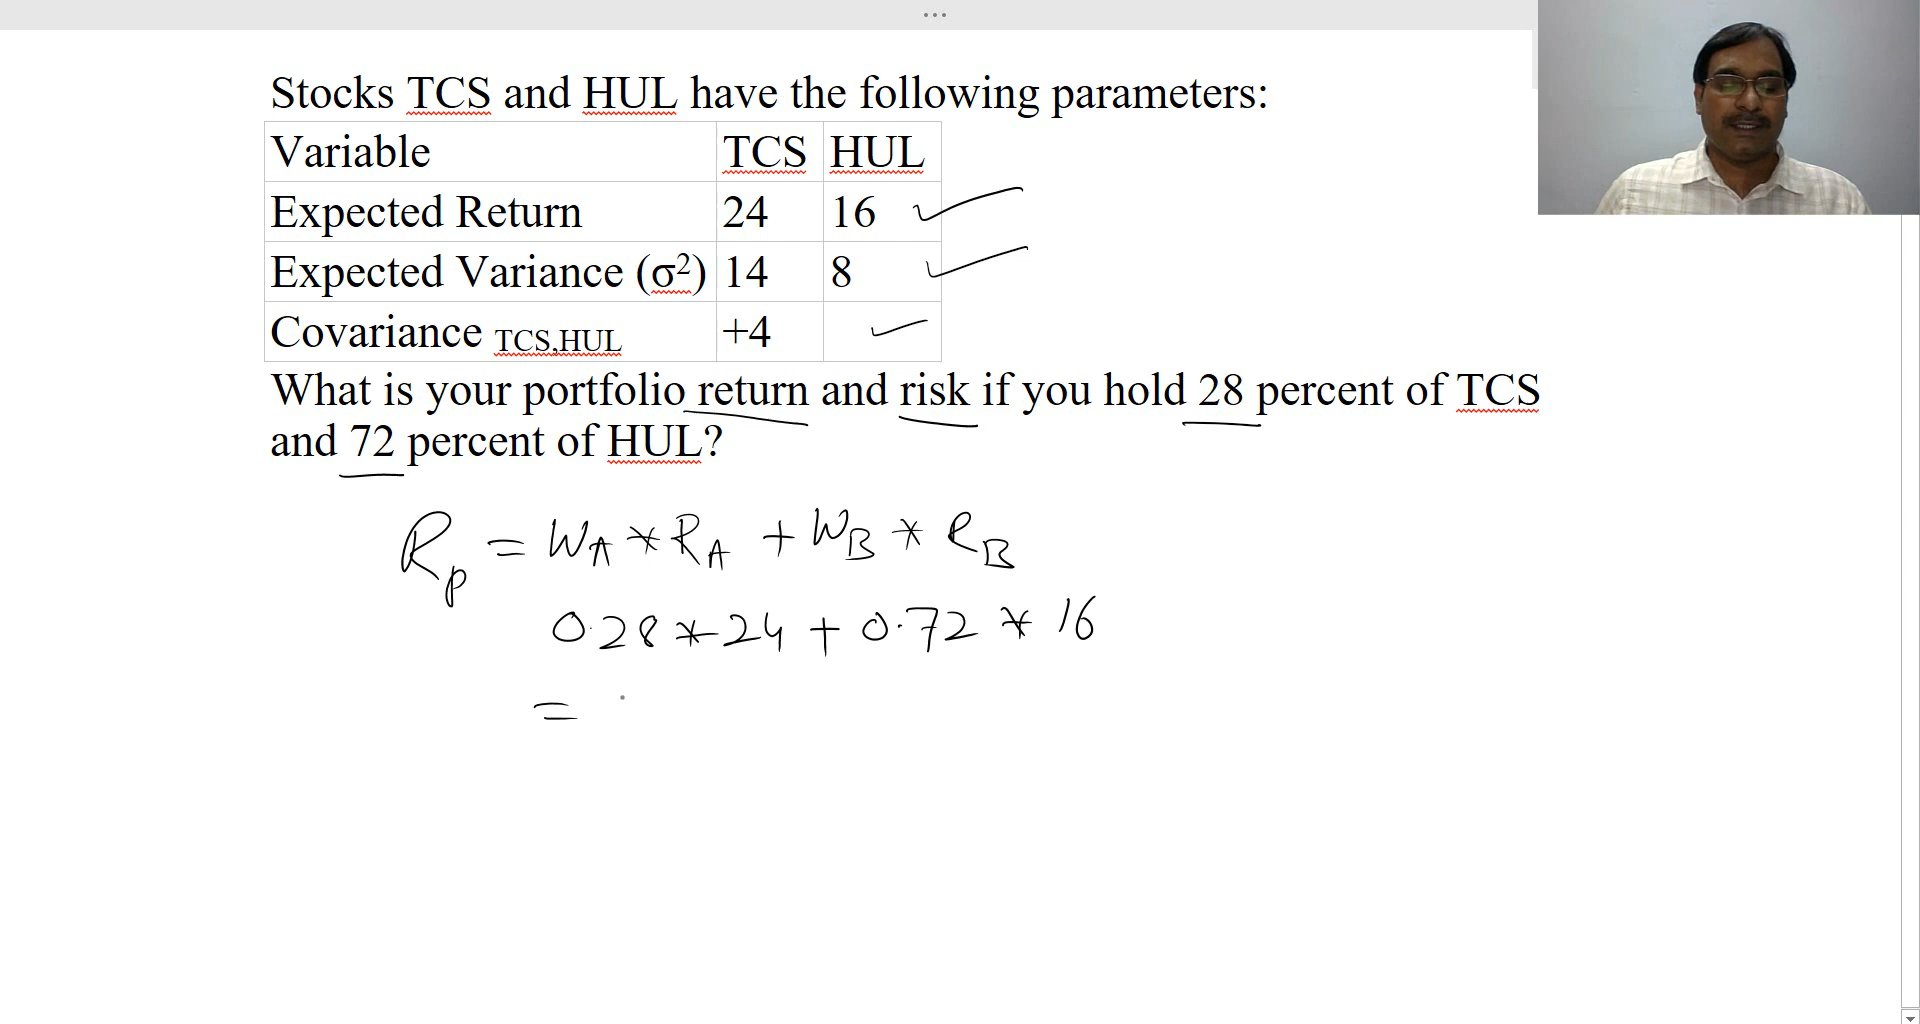 Stocks TCS and HUL have the following parameters:
Variable TCS HUL
Expected Return 24 16
Expected Variance (σ²) 14 8
Covariance TCS,HUL +4
What is your portfolio return and risk if you hold 28 percent of TCS
and 72 percent of HUL?
Rp = WA * RA + WB * RB
0.28 * 24 + 0.72 * 16
=